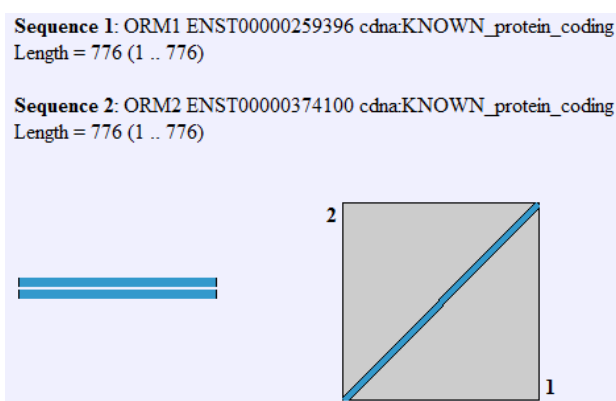 Sequence 1: ORM1 ENST00000259396 cdna:KNOWN_protein_coding
Length = 776 (1 .. 776)
Sequence 2: ORM2 ENST00000374100 cdna:KNOWN_protein_coding
Length = 776 (1 .. 776)
2
1